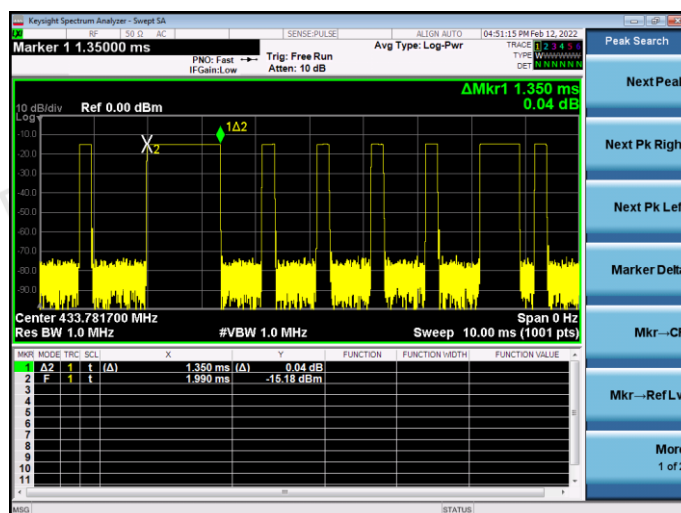 Keysight Spectrum Analyzer - Swept SA
RF 50 Ω AC SENSE:PULSE ALIGN AUTO 04:51:15 PM Feb 12, 2022
Marker 1 1.35000 ms
PNO: Fast
IFGain:Low
Trig: Free Run
Atten: 10 dB
Avg Type: Log-Pwr
TRACE 1 2 3 4 5 6
TYPE WWWWWW
DET N N N N N N
Peak Search
ΔMkr1 1.350 ms
0.04 dB
10 dB/div Ref 0.00 dBm
Log
-10.0
-20.0
-30.0
-40.0
-50.0
-60.0
-70.0
-80.0
-90.0
1Δ2
2
Center 433.781700 MHz Span 0 Hz
Res BW 1.0 MHz #VBW 1.0 MHz Sweep 10.00 ms (1001 pts)
MKR MODE TRC SCL X Y FUNCTION FUNCTION WIDTH FUNCTION VALUE
1 Δ2 1 t (Δ) 1.350 ms (Δ) 0.04 dB
2 F 1 t 1.990 ms -15.18 dBm
3
4
5
6
7
8
9
10
11
Next Peak
Next Pk Righ
Next Pk Lef
Marker Delta
Mkr→CF
Mkr→Ref Lv
More
1 of 2
MSG STATUS